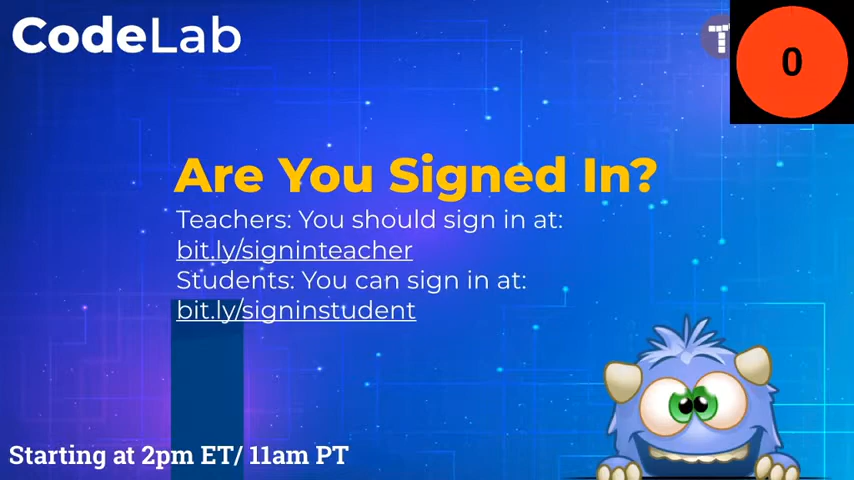 CodeLab
T
0
Are You Signed In?
Teachers: You should sign in at:
bit.ly/signinteacher
Students: You can sign in at:
bit.ly/signinstudent
Starting at 2pm ET/ 11am PT